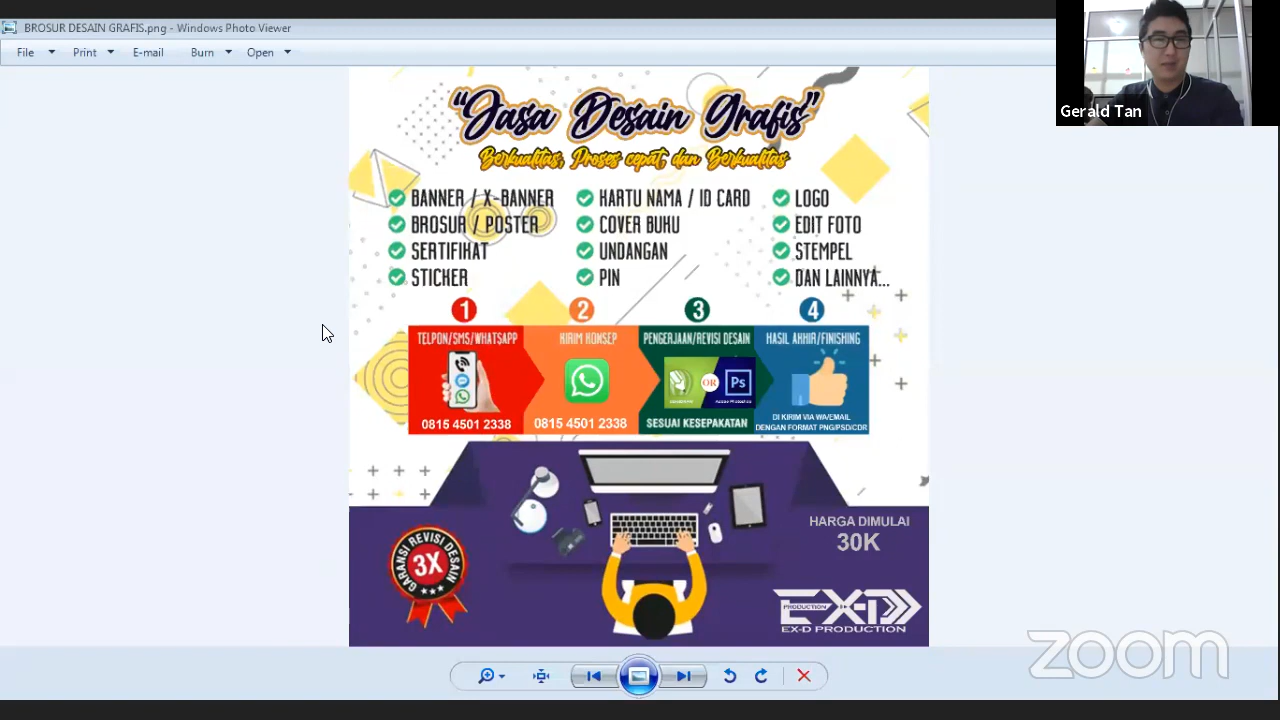 BROSUR DESAIN GRAFIS.png - Windows Photo Viewer
File Print E-mail Burn Open
Gerald Tan
"Jasa Desain Grafis"
Berkualitas, Proses cepat, dan Berkualitas
BANNER / X-BANNER
BROSUR / POSTER
SERTIFIKAT
STICKER
KARTU NAMA / ID CARD
COVER BUKU
UNDANGAN
PIN
LOGO
EDIT FOTO
STEMPEL
DAN LAINNYA...
1
TELPON/SMS/WHATSAPP
0815 4501 2338
2
KIRIM KONSEP
0815 4501 2338
3
PENGERJAAN/REVISI DESAIN
OR
Ps
SESUAI KESEPAKATAN
4
HASIL AKHIR/FINISHING
DI KIRIM VIA WA/EMAIL
DENGAN FORMAT PNG/PSD/CDR
GARANSI REVISI DESAIN
3X
HARGA DIMULAI
30K
EX-D
PRODUCTION
EX-D PRODUCTION
zoom